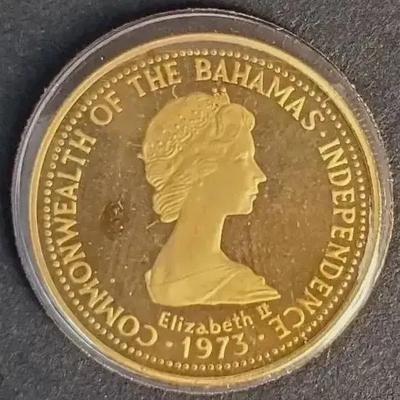 COMMONWEALTH OF THE BAHAMAS · INDEPENDENCE ·
Elizabeth II
· 1973 ·